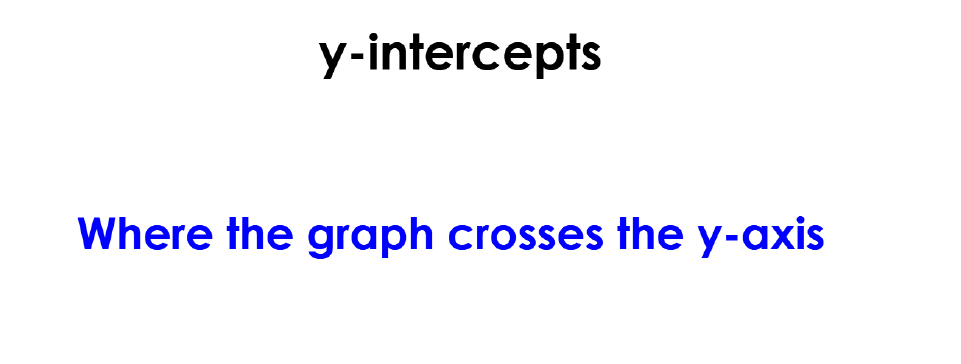 y-intercepts
Where the graph crosses the y-axis